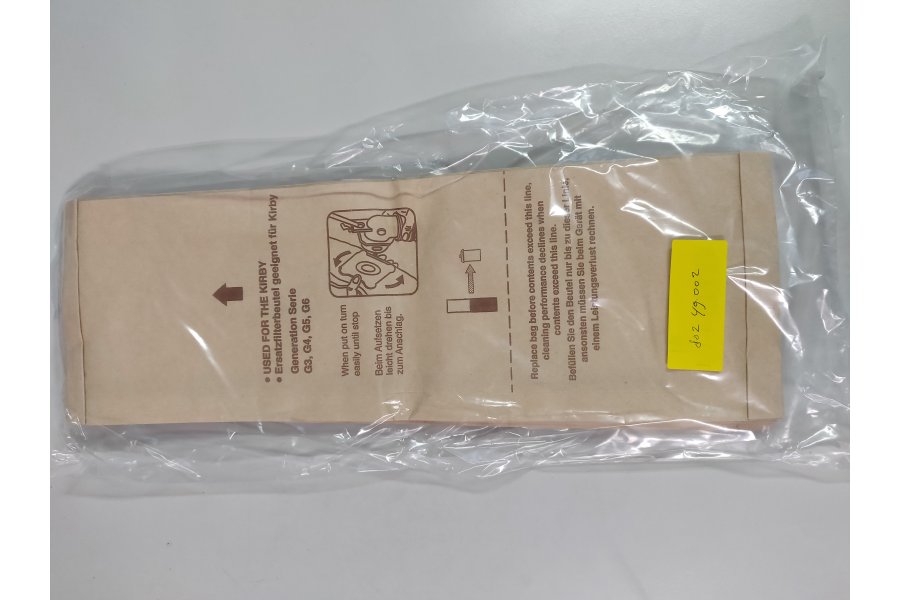 • USED FOR THE KIRBY
• Ersatzfilterbeutel geeignet für Kirby
Generation Serie
G3, G4, G5, G6
When put on turn
easily until stop
Beim Aufsetzen
leicht drehen bis
zum Anschlag.
Replace bag before contents exceed this line,
cleaning performance declines when
contents exceed this line.
Befüllen Sie den Beutel nur bis zu dieser Linie,
ansonsten müssen Sie beim Gerät mit
einem Leistungsverlust rechnen.